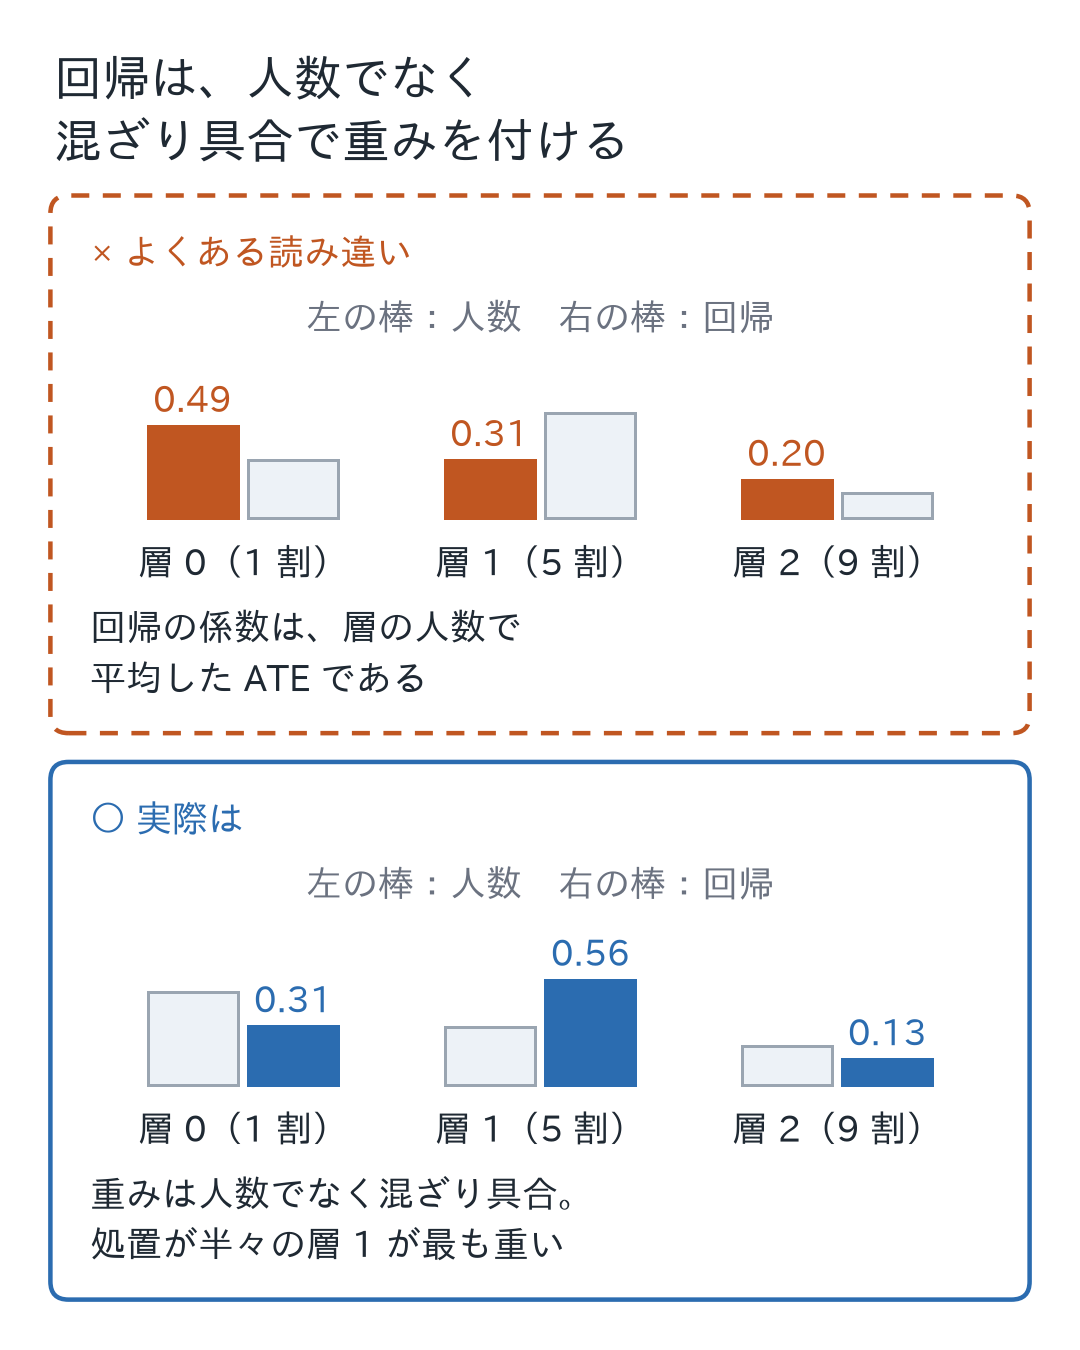 回帰は、人数でなく
混ざり具合で重みを付ける
× よくある読み違い
左の棒：人数　右の棒：回帰
0.49
0.31
0.20
層 0（1 割）
層 1（5 割）
層 2（9 割）
回帰の係数は、層の人数で
平均した ATE である
○ 実際は
左の棒：人数　右の棒：回帰
0.31
0.56
0.13
層 0（1 割）
層 1（5 割）
層 2（9 割）
重みは人数でなく混ざり具合。
処置が半々の層 1 が最も重い